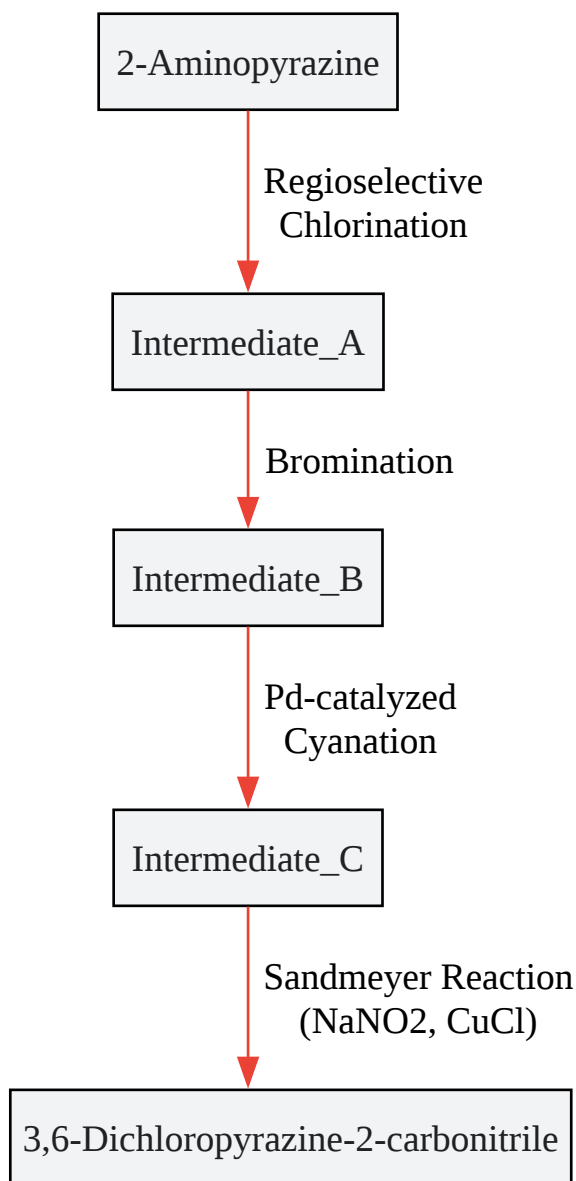 2-Aminopyrazine
Regioselective
Chlorination
Intermediate_A
Bromination
Intermediate_B
Pd-catalyzed
Cyanation
Intermediate_C
Sandmeyer Reaction
(NaNO2, CuCl)
3,6-Dichloropyrazine-2-carbonitrile